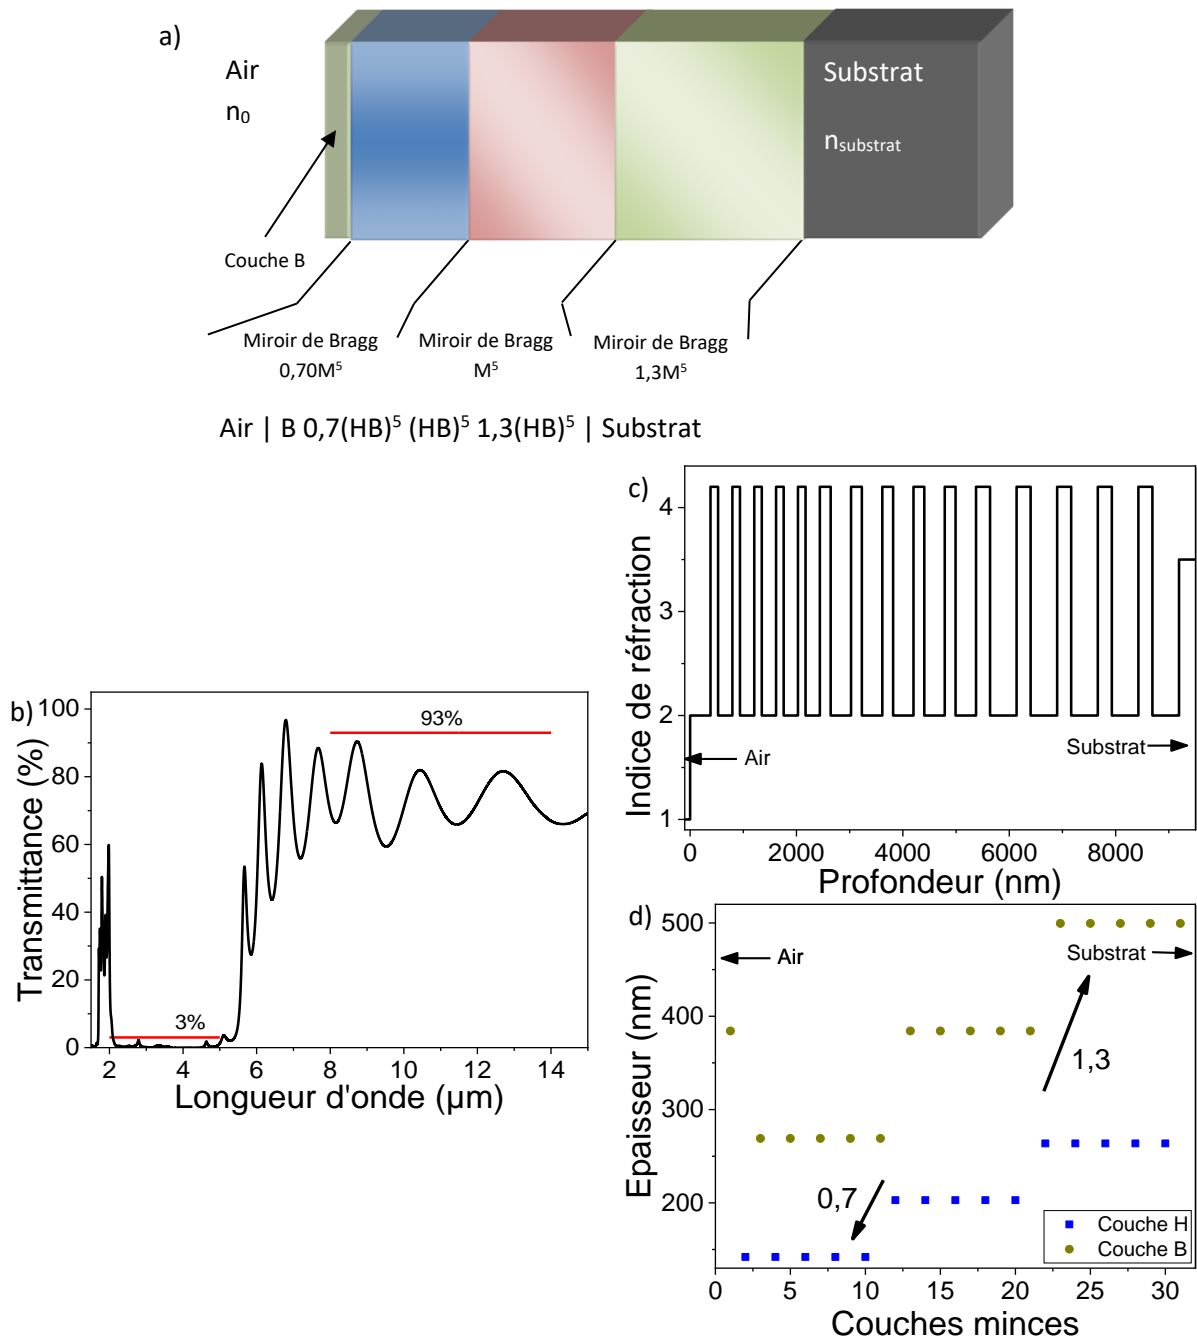 a)
Air
n₀
Substrat
n_substrat
Couche B
Miroir de Bragg
0,70M⁵
Miroir de Bragg
M⁵
Miroir de Bragg
1,3M⁵
Air | B 0,7(HB)⁵ (HB)⁵ 1,3(HB)⁵ | Substrat
c)
Indice de réfraction
4
3
2
1
Air
Substrat
0
2000
4000
6000
8000
Profondeur (nm)
b)
Transmittance (%)
100
80
60
40
20
0
93%
3%
2
4
6
8
10
12
14
Longueur d'onde (µm)
d)
Epaisseur (nm)
500
400
300
200
Air
Substrat
1,3
0,7
Couche H
Couche B
0
5
10
15
20
25
30
Couches minces